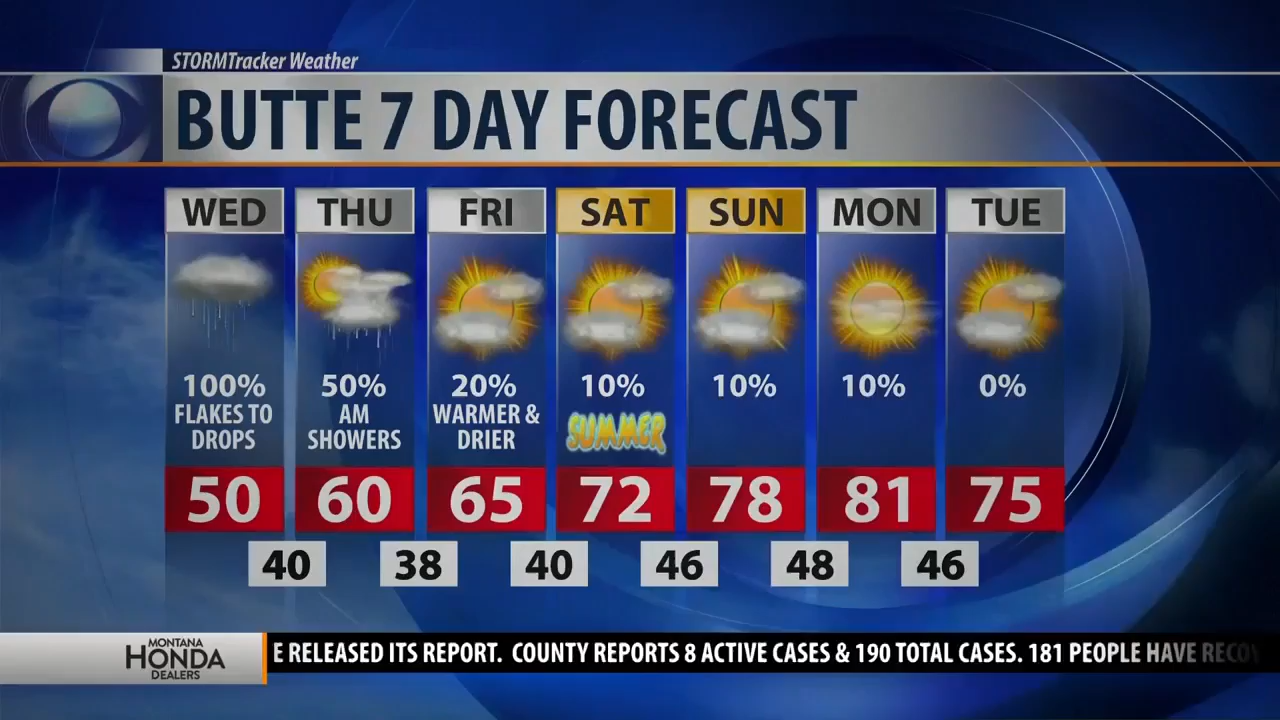 STORMTracker Weather
BUTTE 7 DAY FORECAST
WED THU FRI SAT SUN MON TUE
100% 50% 20% 10% 10% 10% 0%
FLAKES TO AM WARMER & SUMMER
DROPS SHOWERS DRIER
50 60 65 72 78 81 75
40 38 40 46 48 46
MONTANA
HONDA
DEALERS
E RELEASED ITS REPORT. COUNTY REPORTS 8 ACTIVE CASES & 190 TOTAL CASES. 181 PEOPLE HAVE RECO